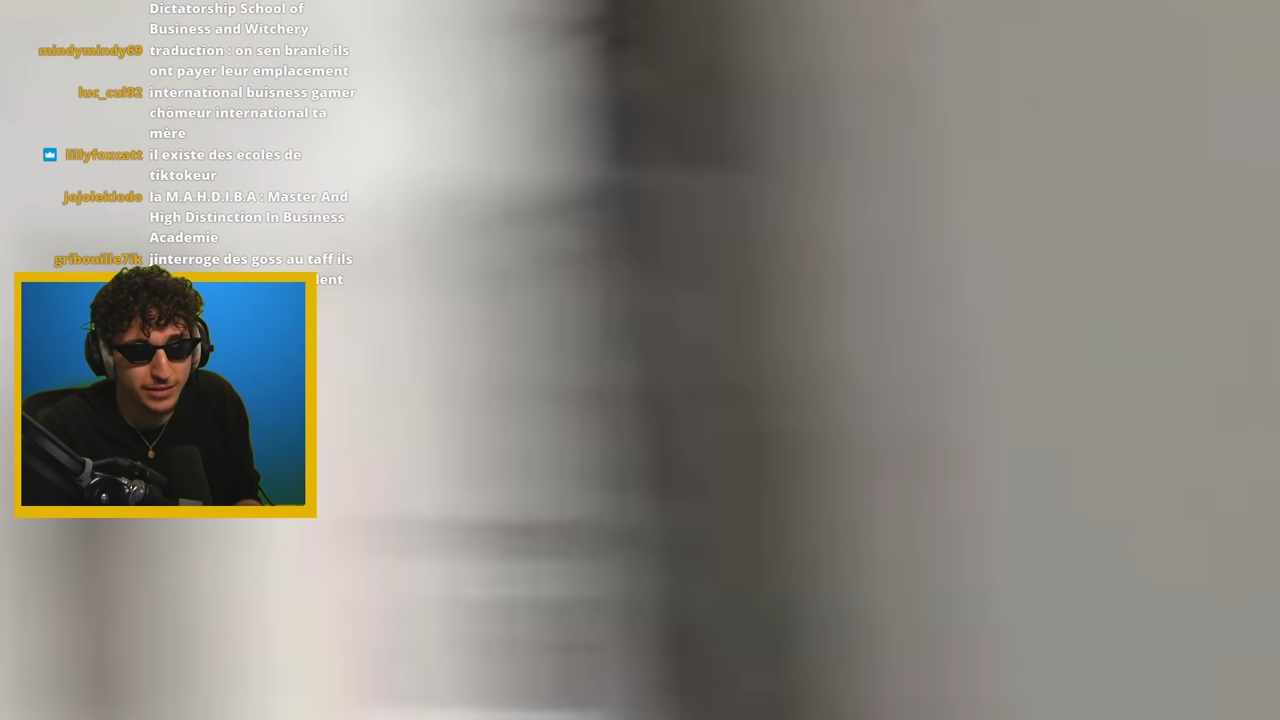 Dictatorship School of
Business and Witchery
mindymindy69 traduction : on sen branle ils
ont payer leur emplacement
luc_cul92 international buisness gamer
chômeur international ta
mère
lillyfoxcatt il existe des ecoles de
tiktokeur
Jojoleklodo la M.A.H.D.I.B.A : Master And
High Distinction In Business
Academie
gribouille7ik jinterroge des goss au taff ils
lent